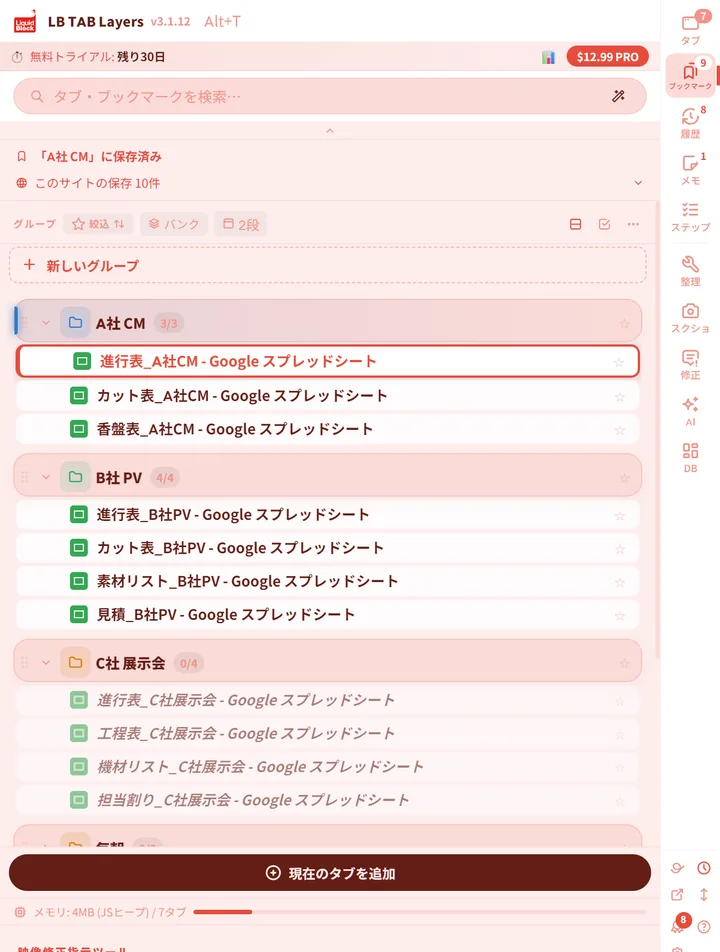 Liquid Block
LB TAB Layers v3.1.12 Alt+T
無料トライアル: 残り30日
$12.99 PRO
タブ・ブックマークを検索…
「A社 CM」に保存済み
このサイトの保存 10件
グループ 絞込 バンク 2段
新しいグループ
A社 CM 3/3
進行表_A社CM - Google スプレッドシート
カット表_A社CM - Google スプレッドシート
香盤表_A社CM - Google スプレッドシート
B社 PV 4/4
進行表_B社PV - Google スプレッドシート
カット表_B社PV - Google スプレッドシート
素材リスト_B社PV - Google スプレッドシート
見積_B社PV - Google スプレッドシート
C社 展示会 0/4
進行表_C社展示会 - Google スプレッドシート
工程表_C社展示会 - Google スプレッドシート
機材リスト_C社展示会 - Google スプレッドシート
担当割り_C社展示会 - Google スプレッドシート
現在のタブを追加
メモリ: 4MB (JSヒープ) / 7タブ
7
タブ
9
ブックマーク
8
履歴
1
メモ
ステップ
整理
スクショ
修正
AI
DB
8